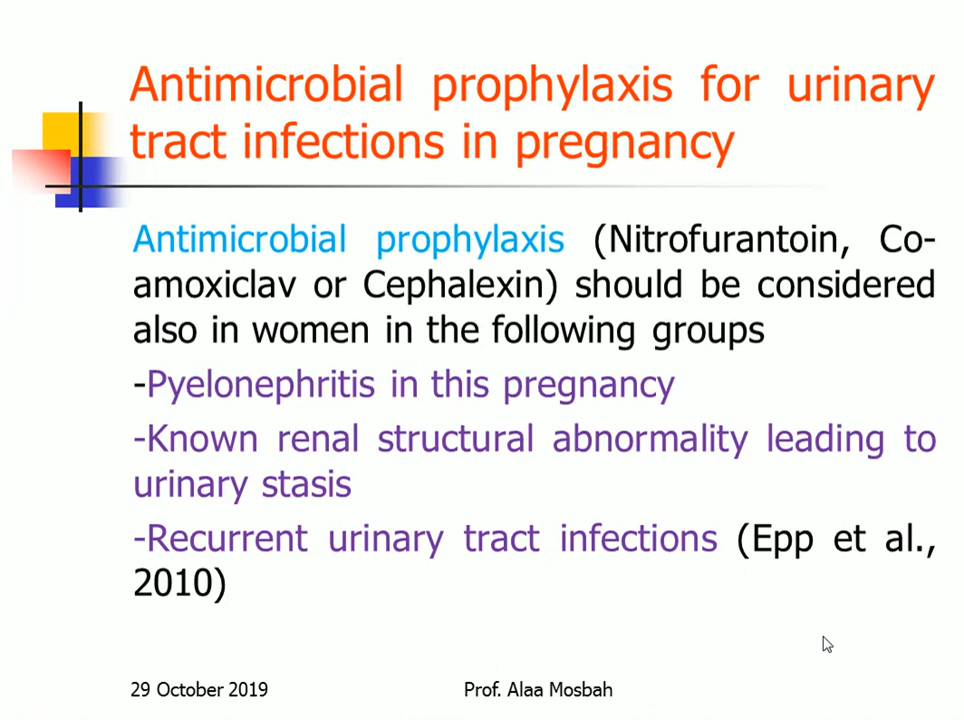 Antimicrobial prophylaxis for urinary
tract infections in pregnancy
Antimicrobial prophylaxis (Nitrofurantoin, Co-
amoxiclav or Cephalexin) should be considered
also in women in the following groups
-Pyelonephritis in this pregnancy
-Known renal structural abnormality leading to
urinary stasis
-Recurrent urinary tract infections (Epp et al.,
2010)
29 October 2019 Prof. Alaa Mosbah